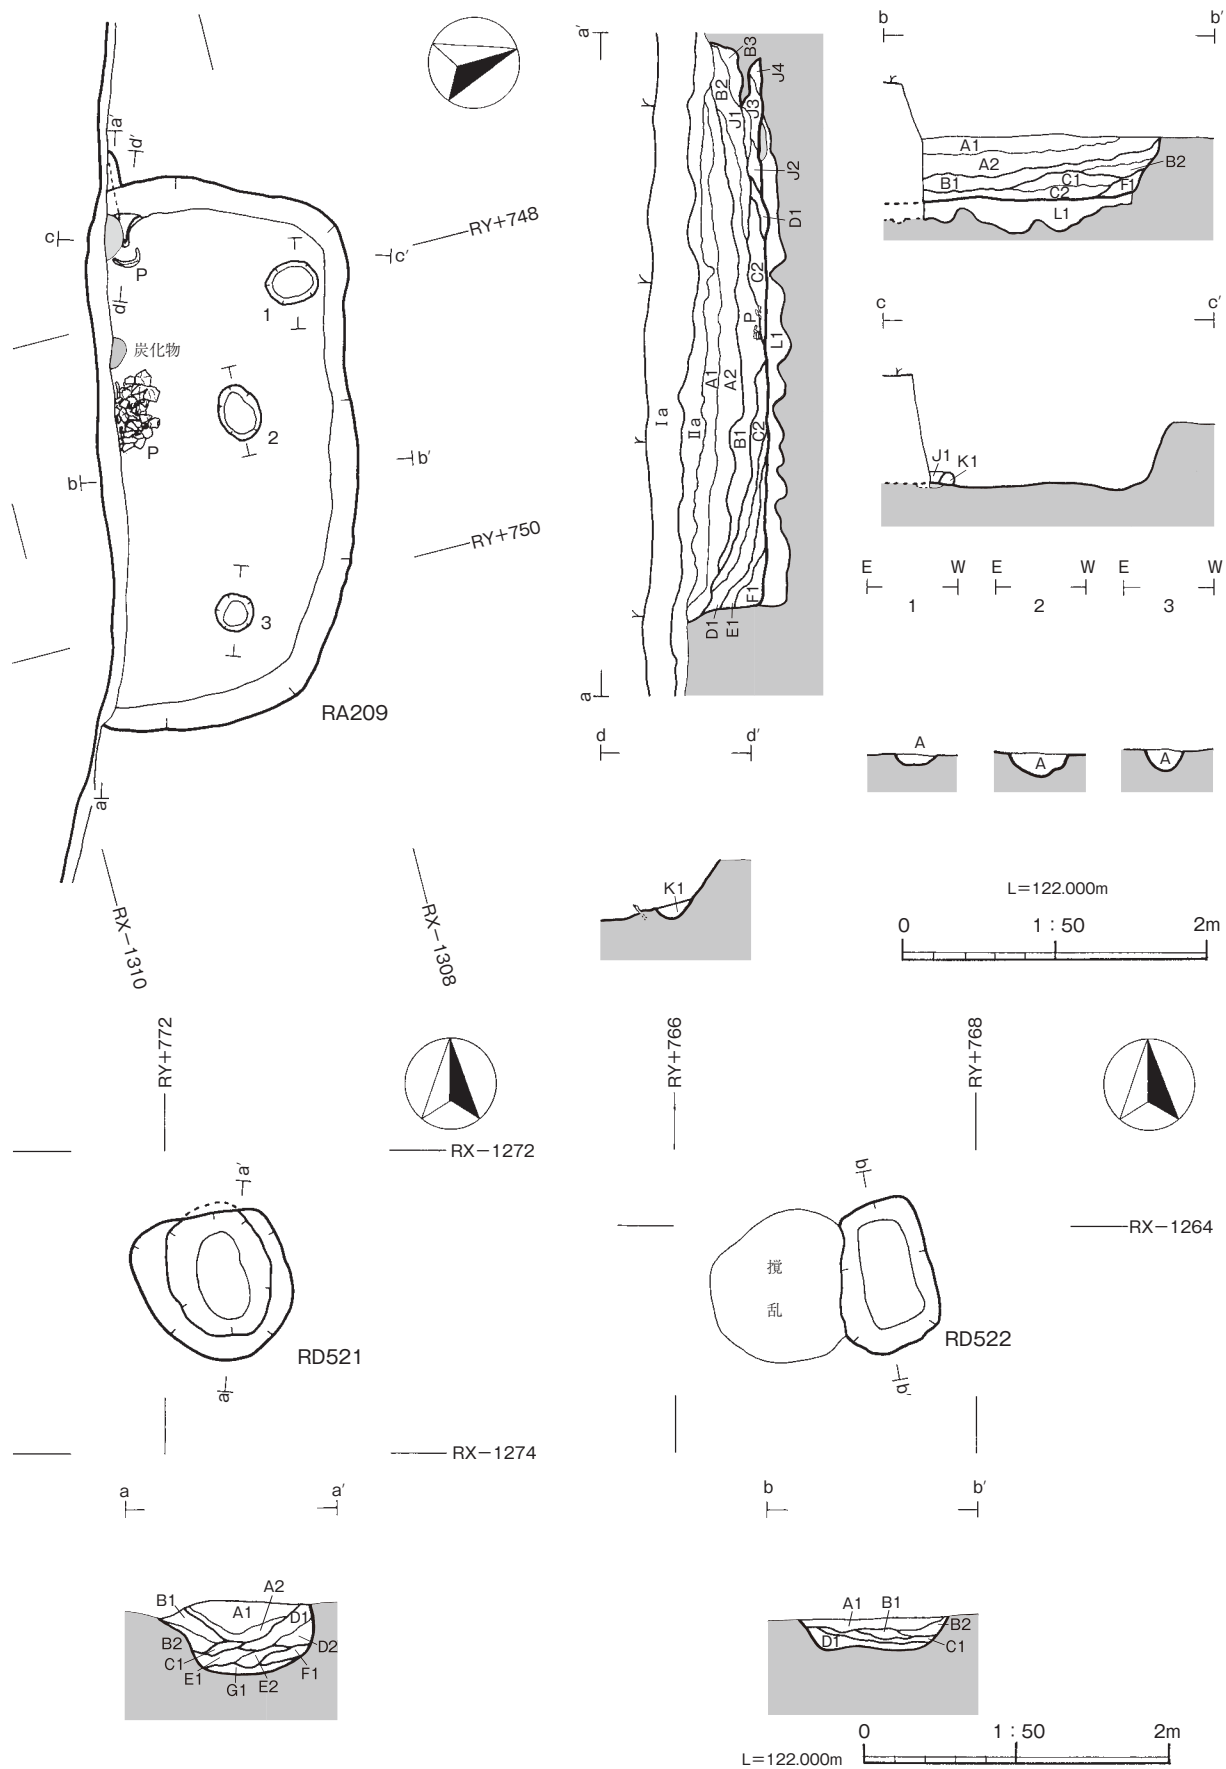 a'
d'
c
c'
RY+748
P
d
1
炭化物
2
P
b
b'
RY+750
3
RA209
a
RX−1310
RX−1308
a'
B3
J4
B2
J1
J3
J2
D1
C2
P
L1
A1
A2
Ⅰa
Ⅱa
B1
C2
F1
D1
E1
a
b
b'
A1
A2
B2
B1
C1
F1
C2
L1
c
c'
J1
K1
E
W
E
W
E
W
1
2
3
A
A
A
d
d'
K1
L=122.000m
0
1：50
2m
RY+772
RX−1272
a'
RD521
a
RX−1274
RY+766
RY+768
b
RX−1264
撹
乱
RD522
b'
a
a'
B1
A2
A1
D1
B2
D2
C1
E1
F1
G1
E2
b
b'
A1
B1
B2
D1
C1
0
1：50
2m
L=122.000m